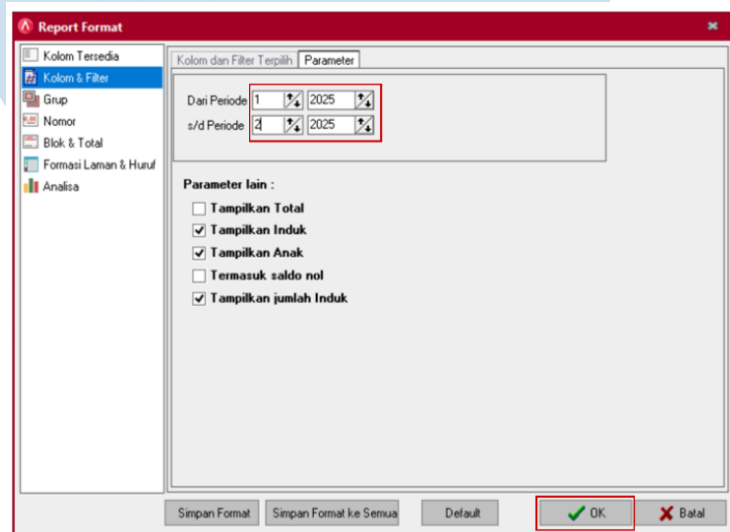 Report Format
Kolom Tersedia
Kolom & Filter
Grup
Nomor
Blok & Total
Formasi Laman & Huruf
Analisa
Kolom dan Filter Terpilih
Parameter
Dari Periode 1 2025
s/d Periode 2 2025
Parameter lain :
Tampilkan Total
Tampilkan Induk
Tampilkan Anak
Termasuk saldo nol
Tampilkan jumlah Induk
Simpan Format
Simpan Format ke Semua
Default
OK
Batal